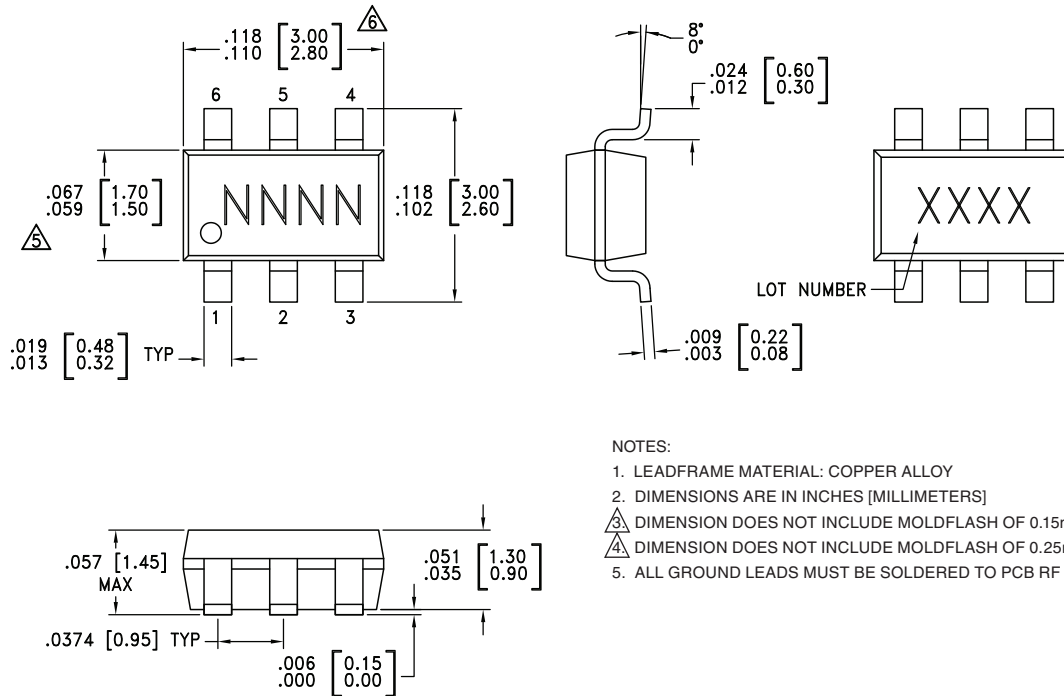 .118 [3.00]
.110 [2.80]
6
6 5 4
.067 [1.70]
.059 [1.50]
5
NNNN
.118 [3.00]
.102 [2.60]
1 2 3
.019 [0.48]
.013 [0.32]
TYP
8°
0°
.024 [0.60]
.012 [0.30]
.009 [0.22]
.003 [0.08]
XXXX
LOT NUMBER
.057 [1.45]
MAX
.051 [1.30]
.035 [0.90]
.0374 [0.95] TYP
.006 [0.15]
.000 [0.00]
NOTES:
1. LEADFRAME MATERIAL: COPPER ALLOY
2. DIMENSIONS ARE IN INCHES [MILLIMETERS]
3. DIMENSION DOES NOT INCLUDE MOLDFLASH OF 0.15
4. DIMENSION DOES NOT INCLUDE MOLDFLASH OF 0.25
5. ALL GROUND LEADS MUST BE SOLDERED TO PCB RF